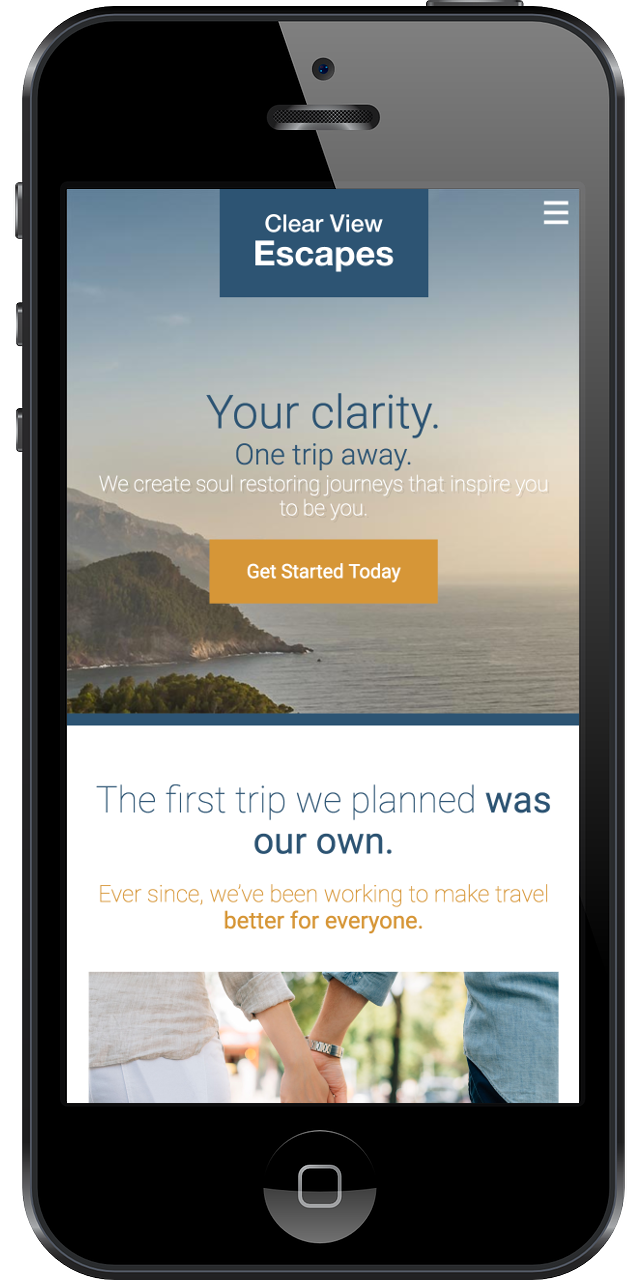 Clear View
Escapes
Your clarity.
One trip away.
We create soul restoring journeys that inspire you
to be you.
Get Started Today
The first trip we planned was
our own.
Ever since, we've been working to make travel
better for everyone.